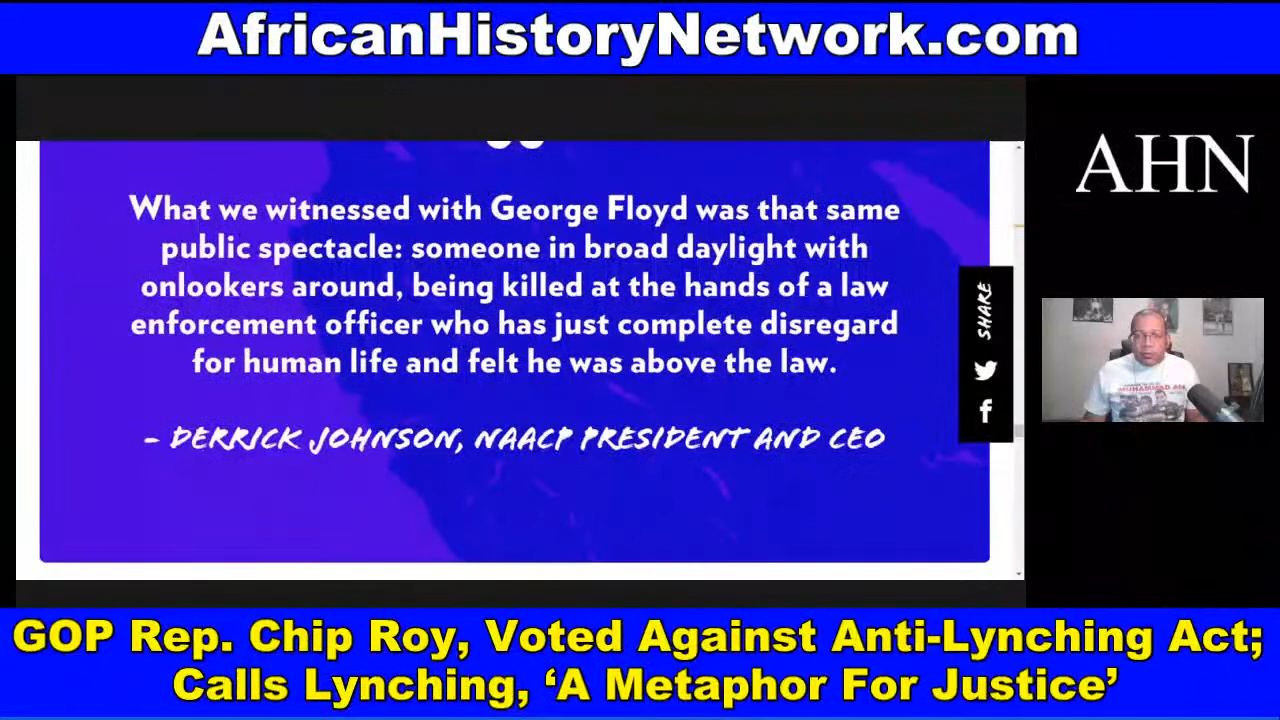 AfricanHistoryNetwork.com
AHN
What we witnessed with George Floyd was that same
public spectacle: someone in broad daylight with
onlookers around, being killed at the hands of a law
enforcement officer who has just complete disregard
for human life and felt he was above the law.
- DERRICK JOHNSON, NAACP PRESIDENT AND CEO
SHARE
MUHAMMAD ALI
GOP Rep. Chip Roy, Voted Against Anti-Lynching Act;
Calls Lynching, ‘A Metaphor For Justice’